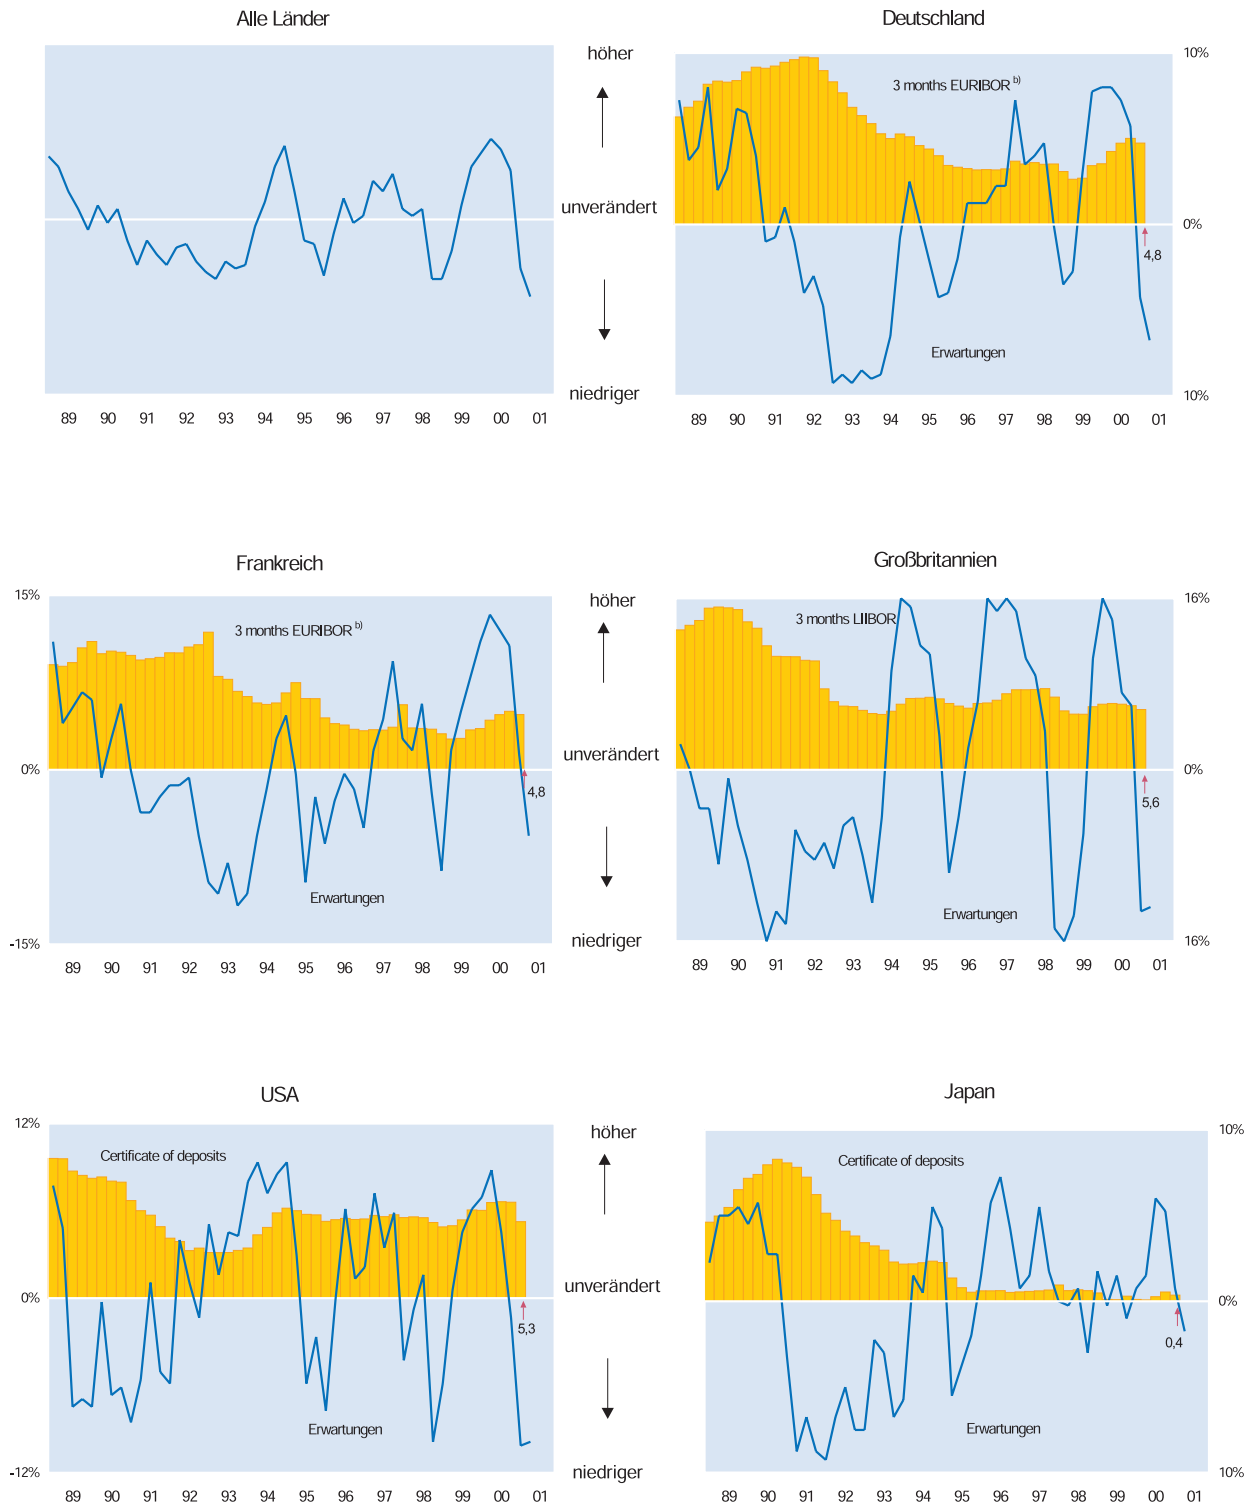 Alle Länder
höher
unverändert
niedriger
89 90 91 92 93 94 95 96 97 98 99 00 01
Deutschland
10%
3 months EURIBOR b)
0%
4,8
Erwartungen
10%
89 90 91 92 93 94 95 96 97 98 99 00 01
Frankreich
15%
3 months EURIBOR b)
0%
4,8
Erwartungen
-15%
89 90 91 92 93 94 95 96 97 98 99 00 01
höher
unverändert
niedriger
Großbritannien
16%
3 months LIIBOR
0%
5,6
Erwartungen
16%
89 90 91 92 93 94 95 96 97 98 99 00 01
USA
12%
Certificate of deposits
0%
5,3
Erwartungen
-12%
89 90 91 92 93 94 95 96 97 98 99 00 01
höher
unverändert
niedriger
Japan
10%
Certificate of deposits
0%
0,4
Erwartungen
10%
89 90 91 92 93 94 95 96 97 98 99 00 01